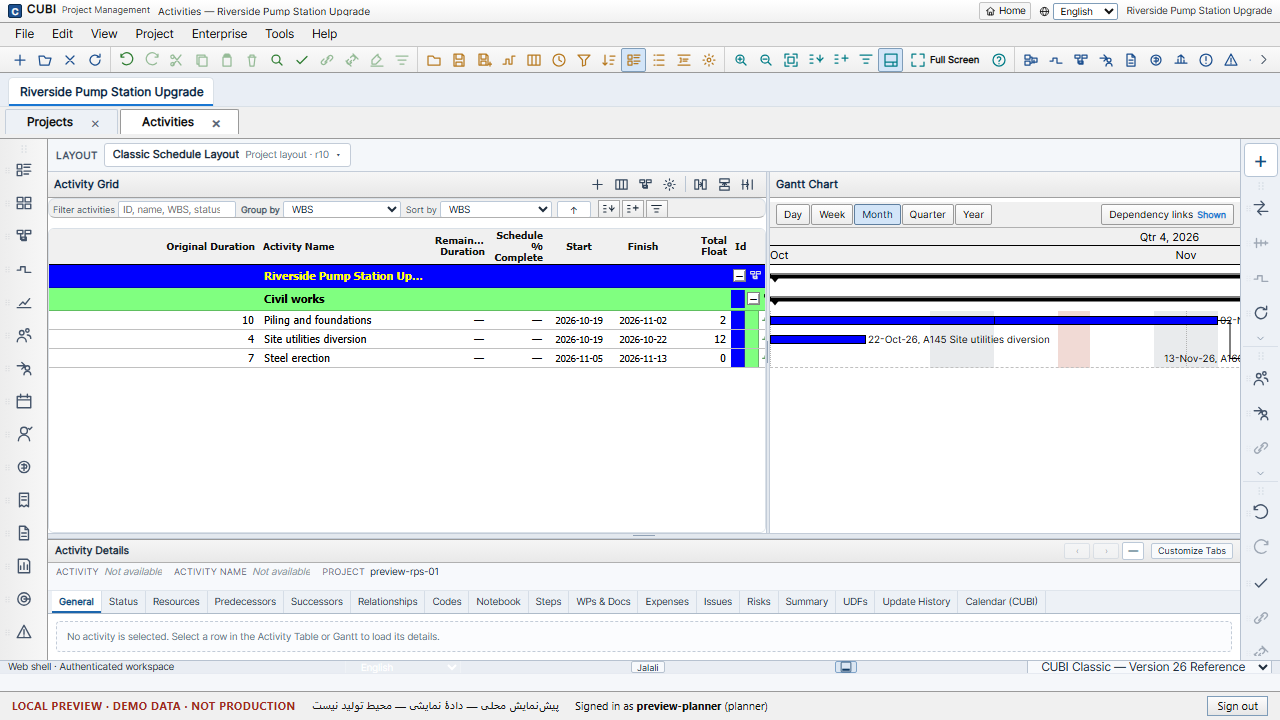 CUBI Project Management Activities — Riverside Pump Station Upgrade Home English Riverside Pump Station Upgrade
File Edit View Project Enterprise Tools Help
Full Screen
Riverside Pump Station Upgrade
Projects Activities
LAYOUT Classic Schedule Layout Project layout · r10
Activity Grid
Gantt Chart
Filter activities ID, name, WBS, status Group by WBS Sort by WBS
Day Week Month Quarter Year Dependency links Shown
Original Duration Activity Name Remain... Duration Schedule % Complete Start Finish Total Float Id
Qtr 4, 2026
Oct Nov
Riverside Pump Station Up...
Civil works
10 Piling and foundations — — 2026-10-19 2026-11-02 2
4 Site utilities diversion — — 2026-10-19 2026-10-22 12
22-Oct-26, A145 Site utilities diversion
7 Steel erection — — 2026-11-05 2026-11-13 0
13-Nov-26,
Activity Details
Customize Tabs
ACTIVITY Not available ACTIVITY NAME Not available PROJECT preview-rps-01
General Status Resources Predecessors Successors Relationships Codes Notebook Steps WPs & Docs Expenses Issues Risks Summary UDFs Update History Calendar (CUBI)
No activity is selected. Select a row in the Activity Table or Gantt to load its details.
Web shell · Authenticated workspace English Jalali CUBI Classic — Version 26 Reference
LOCAL PREVIEW · DEMO DATA · NOT PRODUCTION پیش‌نمایش محلی — دادهٔ نمایشی — محیط تولید نیست Signed in as preview-planner (planner) Sign out